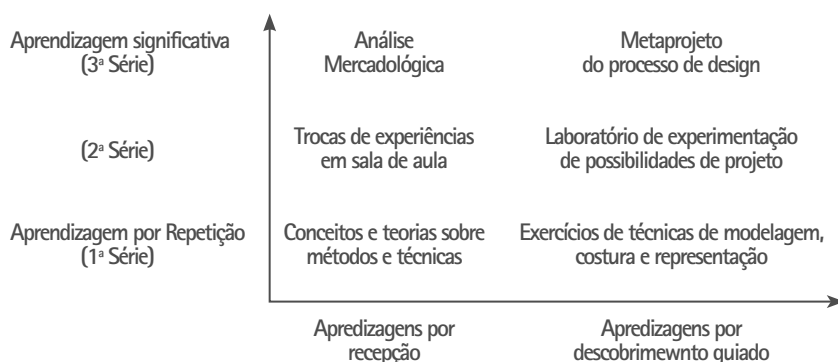 Aprendizagem significativa
(3ª Série)
Análise
Mercadológica
Metaprojeto
do processo de design
(2ª Série)
Trocas de experiências
em sala de aula
Laboratório de experimentação
de possibilidades de projeto
Aprendizagem por Repetição
(1ª Série)
Conceitos e teorias sobre
métodos e técnicas
Exercícios de técnicas de modelagem,
costura e representação
Apredizagens por
recepção
Apredizagens por
descobrimewnto guiado